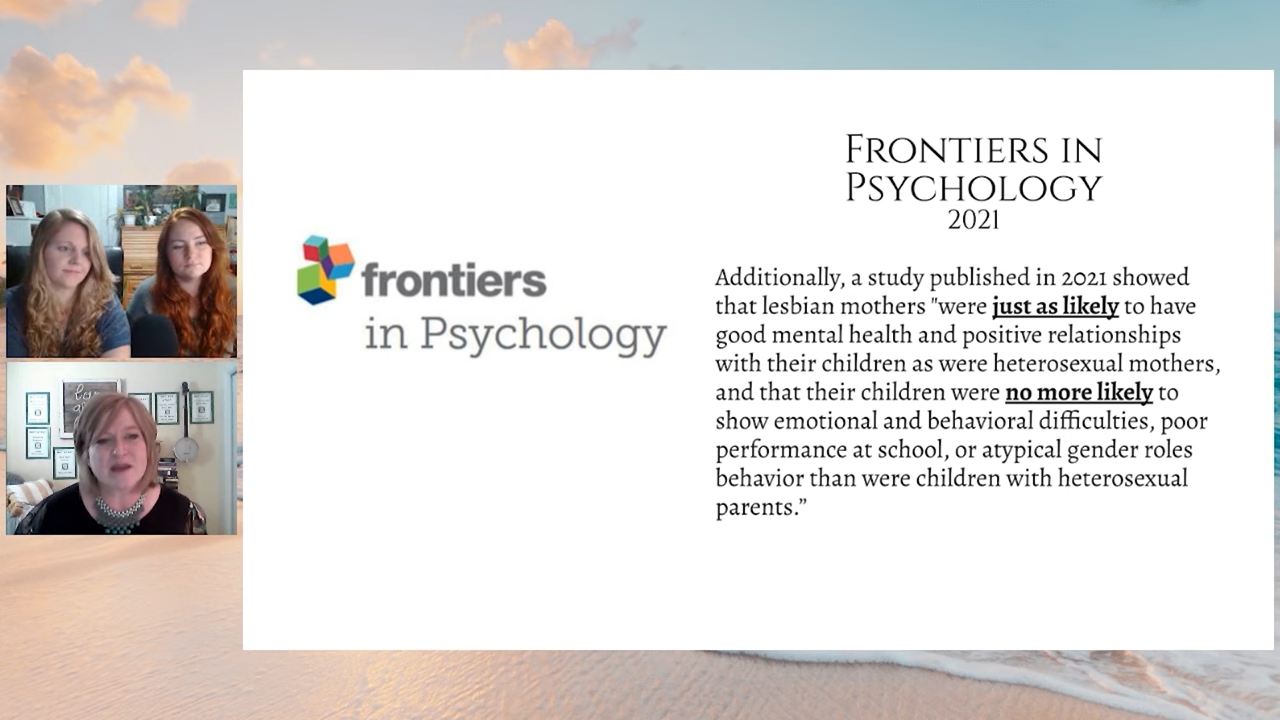 Frontiers in
Psychology
2021
frontiers
in Psychology
Additionally, a study published in 2021 showed
that lesbian mothers "were just as likely to have
good mental health and positive relationships
with their children as were heterosexual mothers,
and that their children were no more likely to
show emotional and behavioral difficulties, poor
performance at school, or atypical gender roles
behavior than were children with heterosexual
parents.”